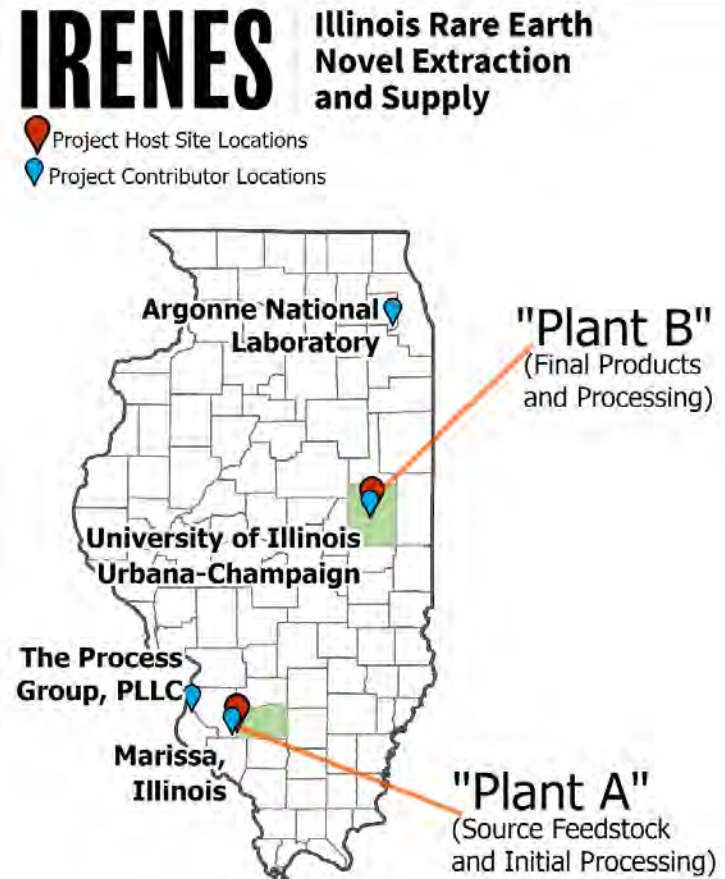 IRENES
Illinois Rare Earth
Novel Extraction
and Supply
Project Host Site Locations
Project Contributor Locations
Argonne National
Laboratory
"Plant B"
(Final Products
and Processing)
University of Illinois
Urbana-Champaign
The Process
Group, PLLC
Marissa,
Illinois
"Plant A"
(Source Feedstock
and Initial Processing)